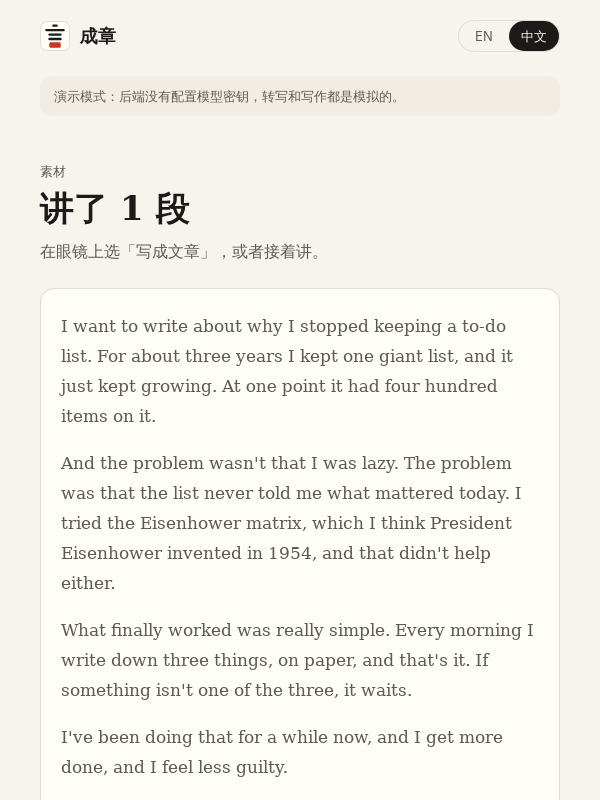 成章
EN 中文
演示模式：后端没有配置模型密钥，转写和写作都是模拟的。
素材
讲了 1 段
在眼镜上选「写成文章」，或者接着讲。
I want to write about why I stopped keeping a to-do
list. For about three years I kept one giant list, and it
just kept growing. At one point it had four hundred
items on it.
And the problem wasn't that I was lazy. The problem
was that the list never told me what mattered today. I
tried the Eisenhower matrix, which I think President
Eisenhower invented in 1954, and that didn't help
either.
What finally worked was really simple. Every morning I
write down three things, on paper, and that's it. If
something isn't one of the three, it waits.
I've been doing that for a while now, and I get more
done, and I feel less guilty.